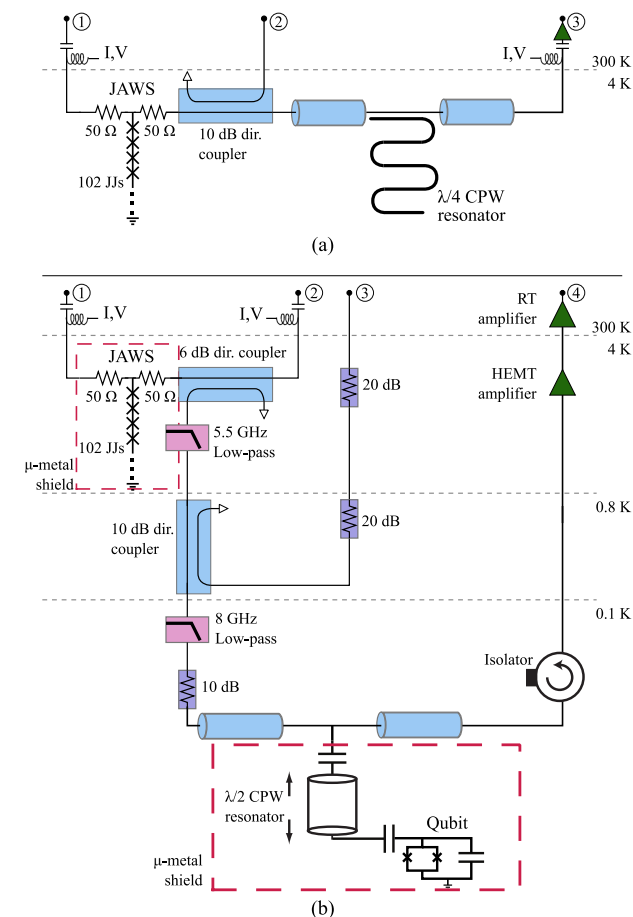 ① ② ③
I,V I,V
300 K
4 K
JAWS
50 Ω 50 Ω
10 dB dir.
coupler
102 JJs
λ/4 CPW
resonator
(a)
① ② ③ ④
I,V I,V
RT
amplifier
300 K
4 K
JAWS
6 dB dir. coupler
HEMT
amplifier
50 Ω 50 Ω
20 dB
5.5 GHz
Low-pass
102 JJs
μ-metal
shield
0.8 K
10 dB dir.
coupler
20 dB
0.1 K
8 GHz
Low-pass
Isolator
10 dB
λ/2 CPW
resonator
Qubit
μ-metal
shield
(b)